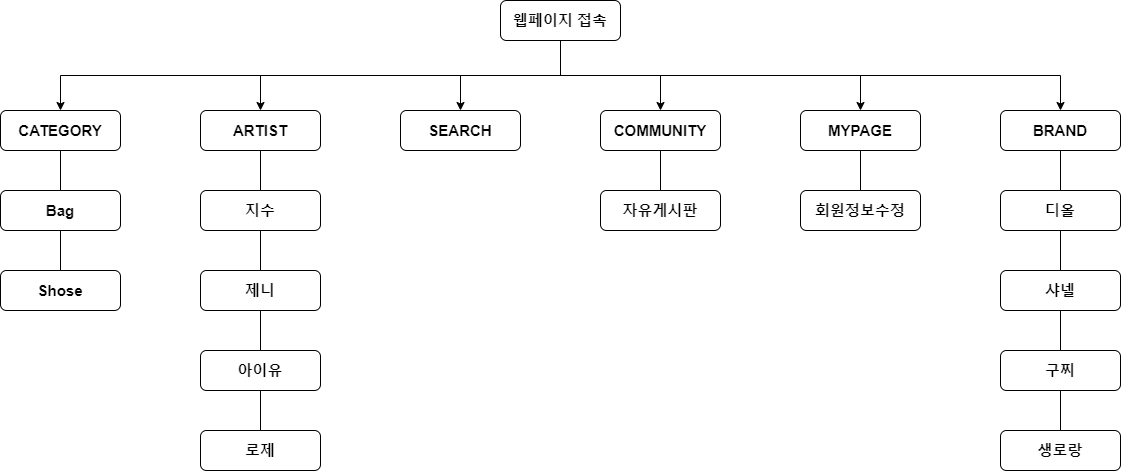 웹페이지 접속
CATEGORY
ARTIST
SEARCH
COMMUNITY
MYPAGE
BRAND
Bag
지수
자유게시판
회원정보수정
디올
Shose
제니
샤넬
아이유
구찌
로제
생로랑